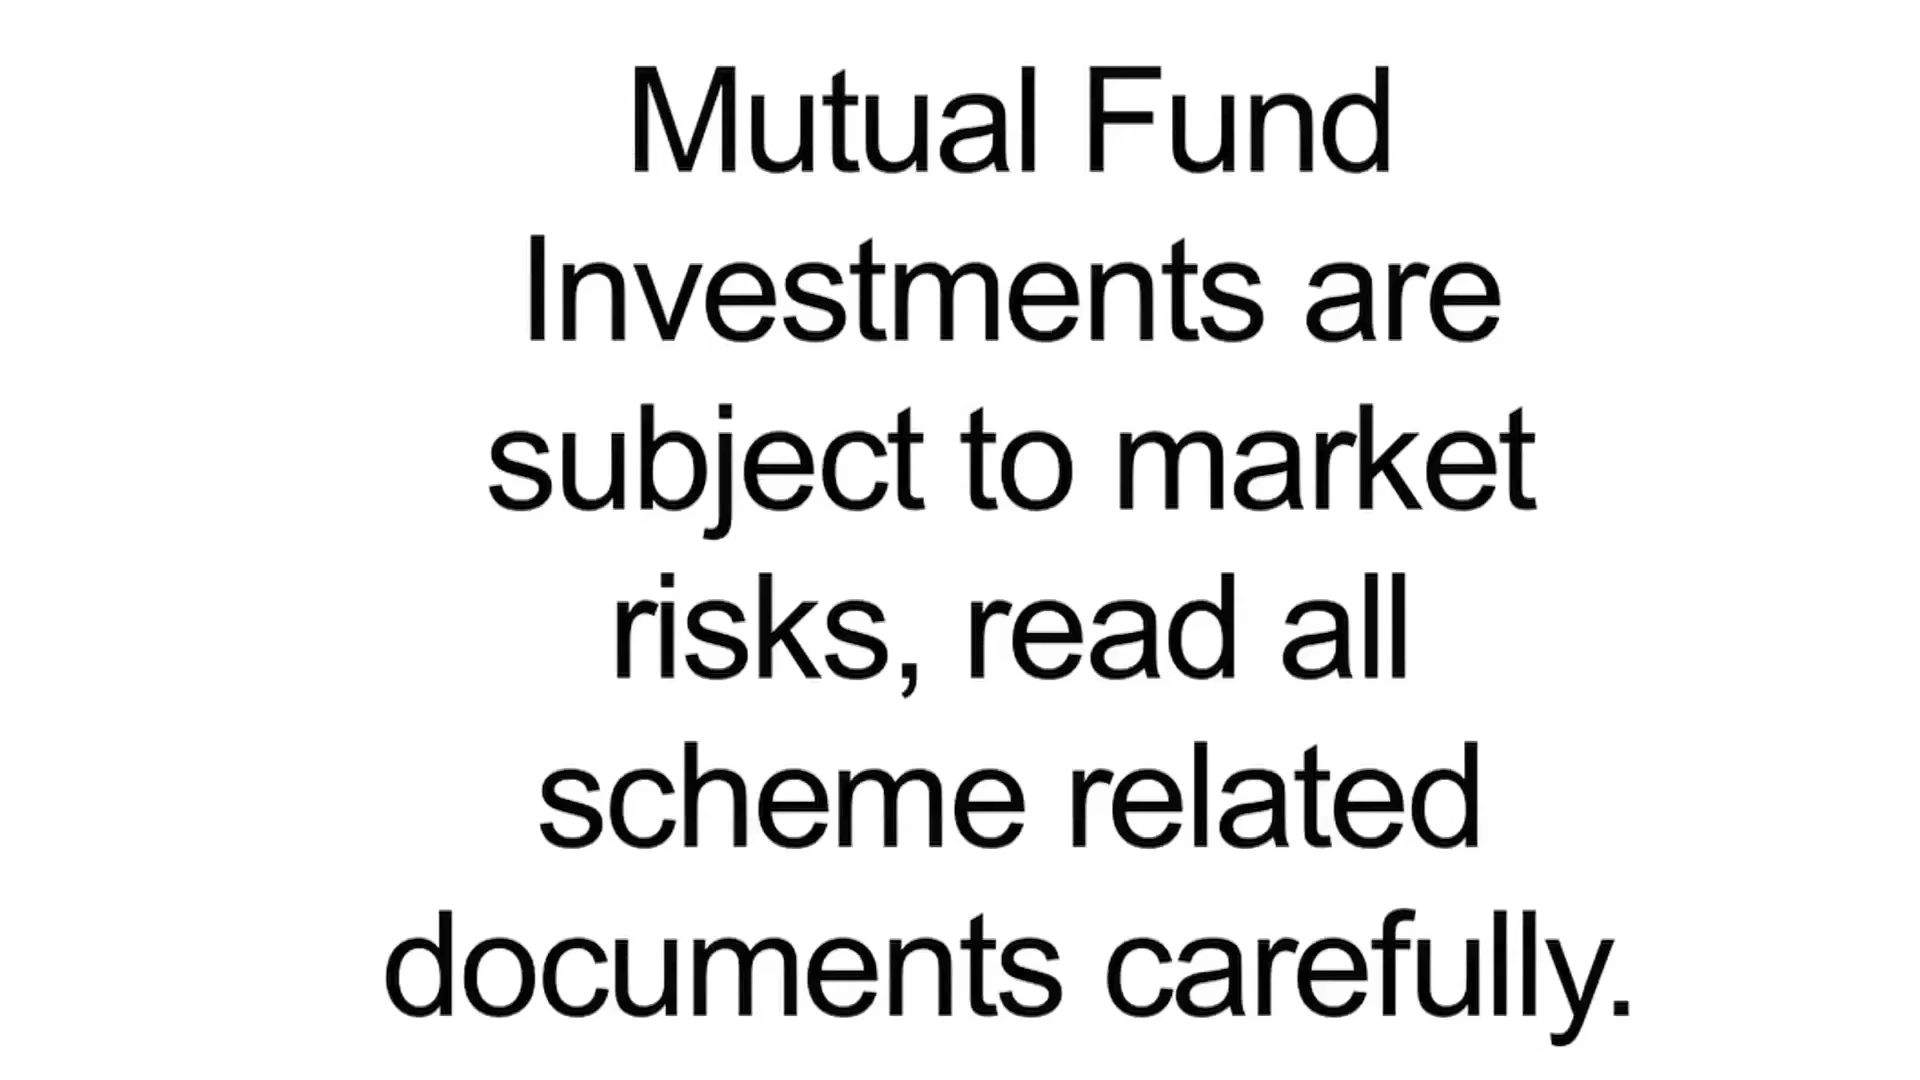 Mutual Fund
Investments are
subject to market
risks, read all
scheme related
documents carefully.